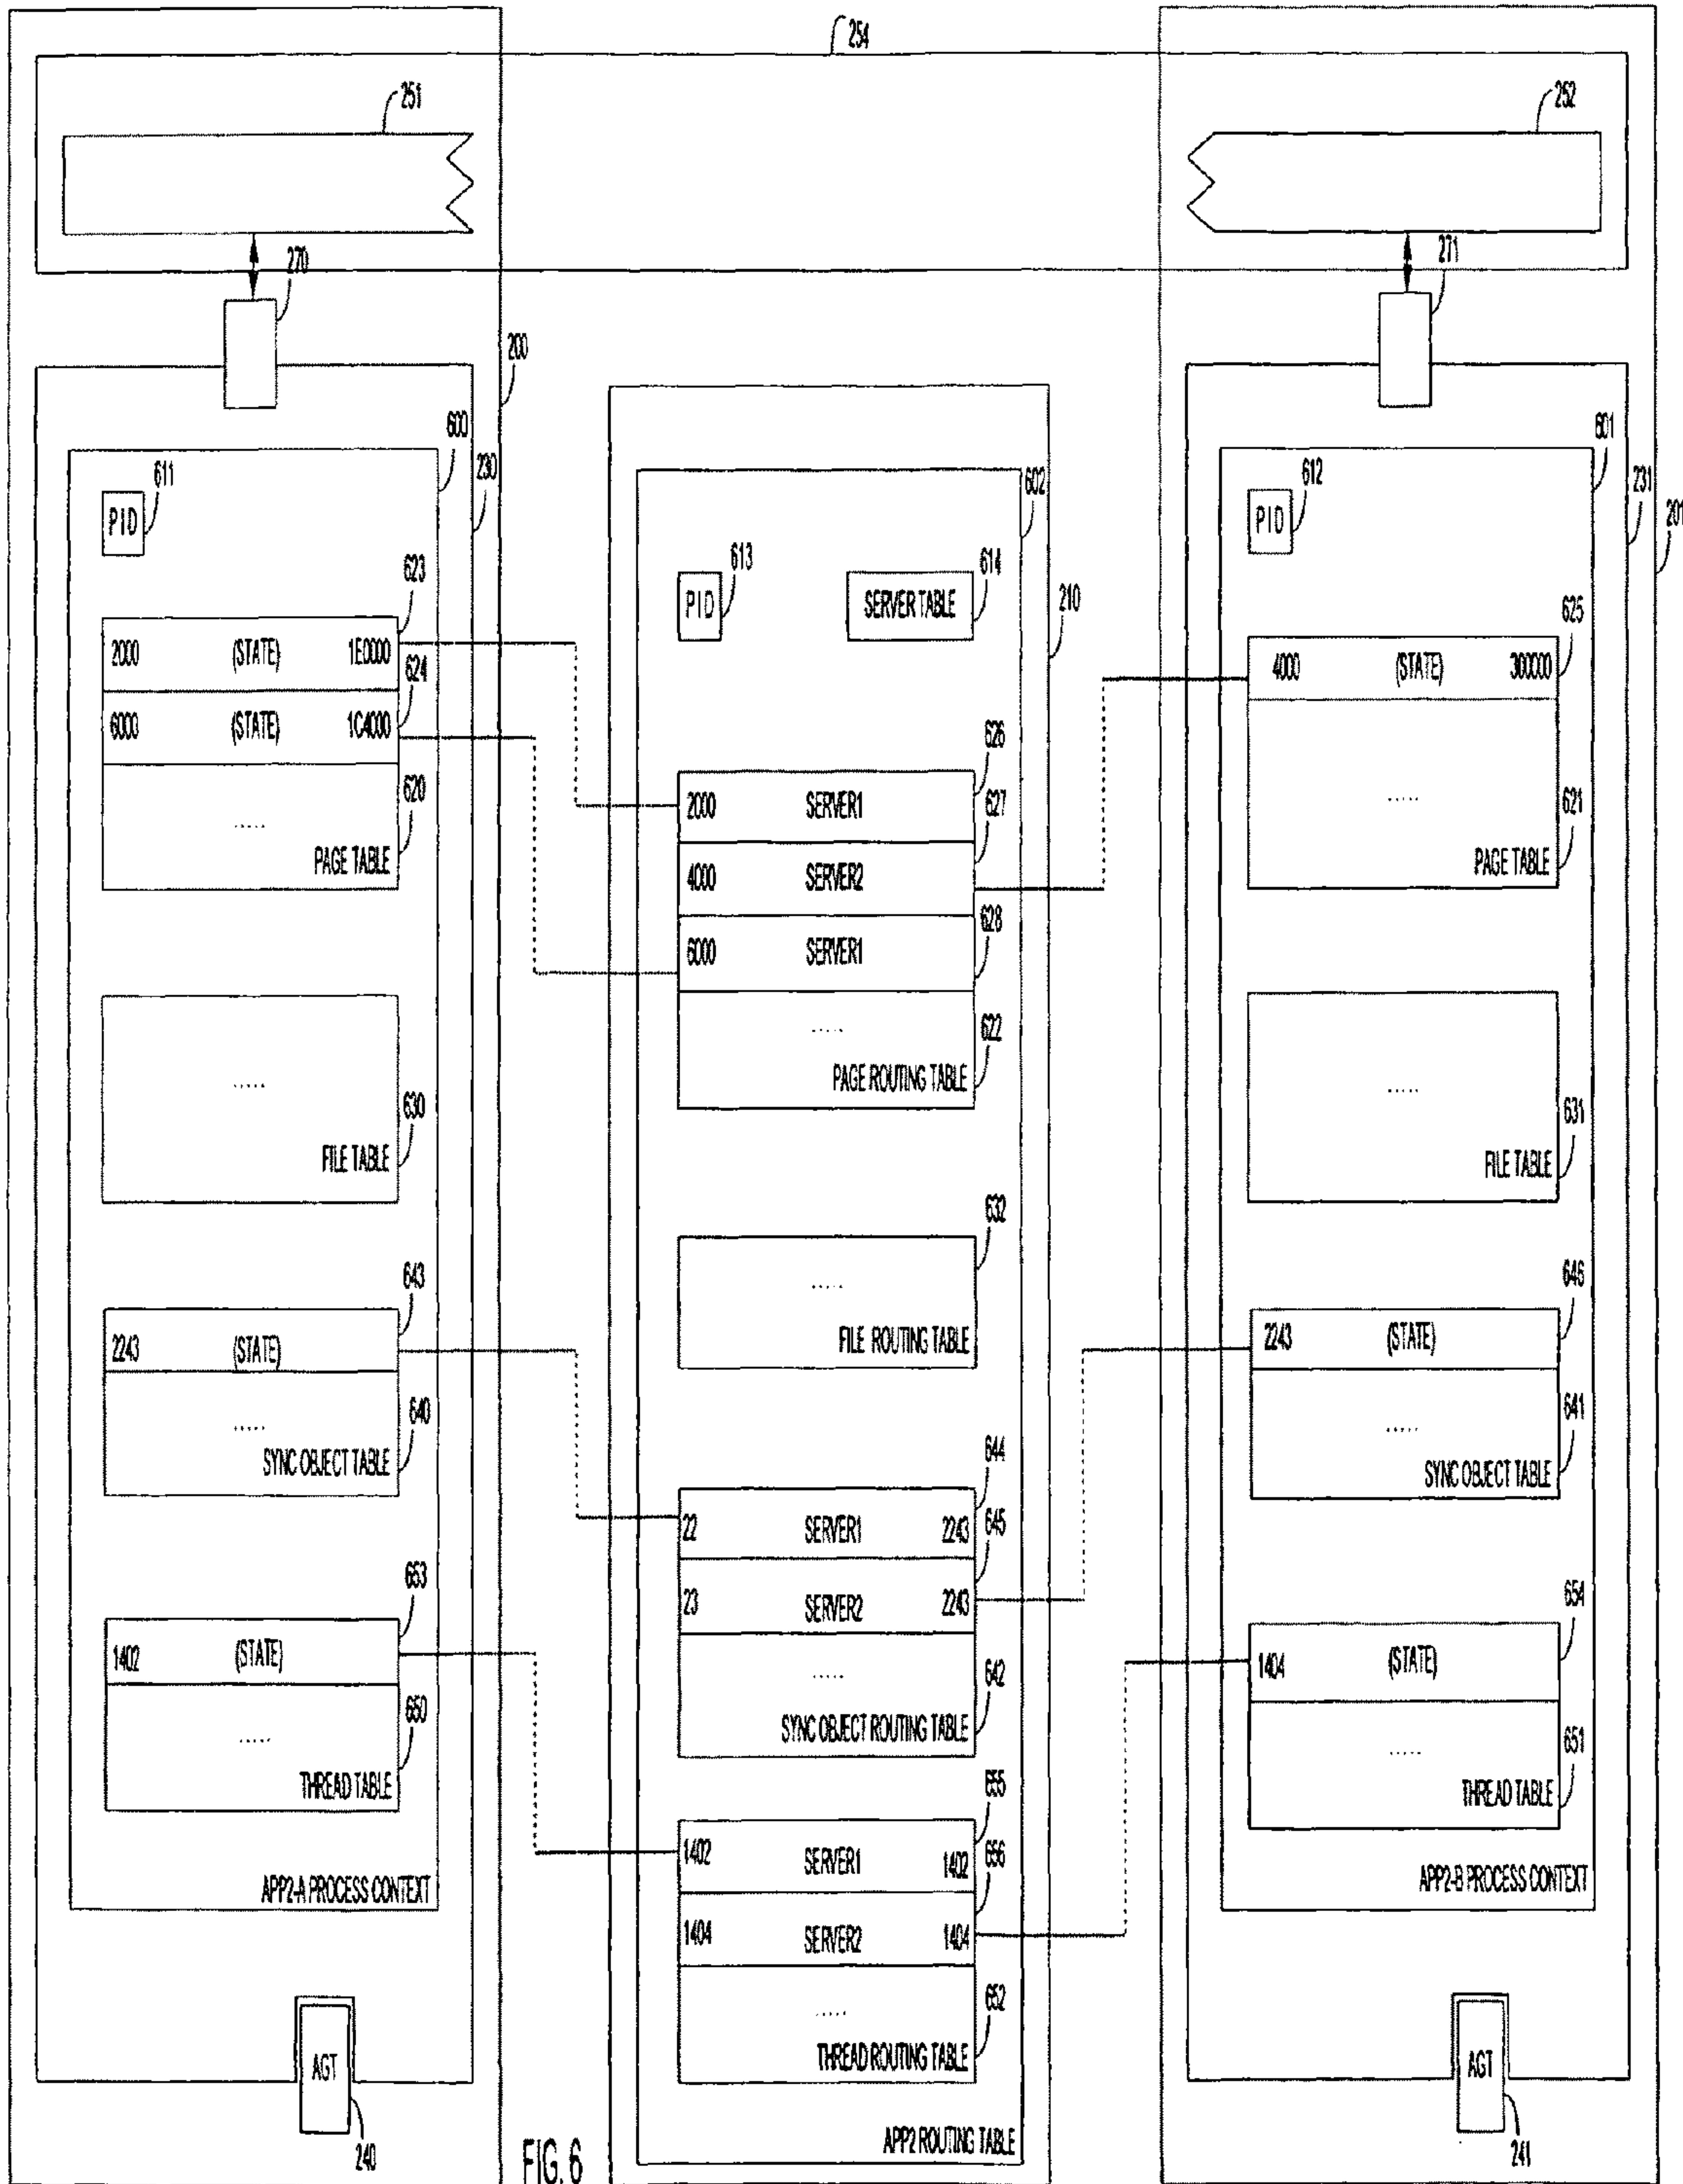 254
251
252
270
271
200
600
230
601
231
201
611
PID
612
PID
602
613
PID
614
SERVER TABLE
210
623
2000 (STATE) 1E0000
624
6000 (STATE) 1C4000
620
.....
PAGE TABLE
625
4000 (STATE) 300000
.....
621
PAGE TABLE
626
2000 SERVER1
627
4000 SERVER2
628
6000 SERVER1
.....
622
PAGE ROUTING TABLE
.....
630
FILE TABLE
.....
631
FILE TABLE
632
.....
FILE ROUTING TABLE
643
2243 (STATE)
640
.....
SYNC OBJECT TABLE
646
2243 (STATE)
641
.....
SYNC OBJECT TABLE
644
22 SERVER1 2243
645
23 SERVER2 2243
.....
642
SYNC OBJECT ROUTING TABLE
653
1402 (STATE)
650
.....
THREAD TABLE
654
1404 (STATE)
651
.....
THREAD TABLE
655
1402 SERVER1 1402
656
1404 SERVER2 1404
652
.....
THREAD ROUTING TABLE
APP2-A PROCESS CONTEXT
APP2-B PROCESS CONTEXT
AGT
240
AGT
241
APP2 ROUTING TABLE
FIG. 6